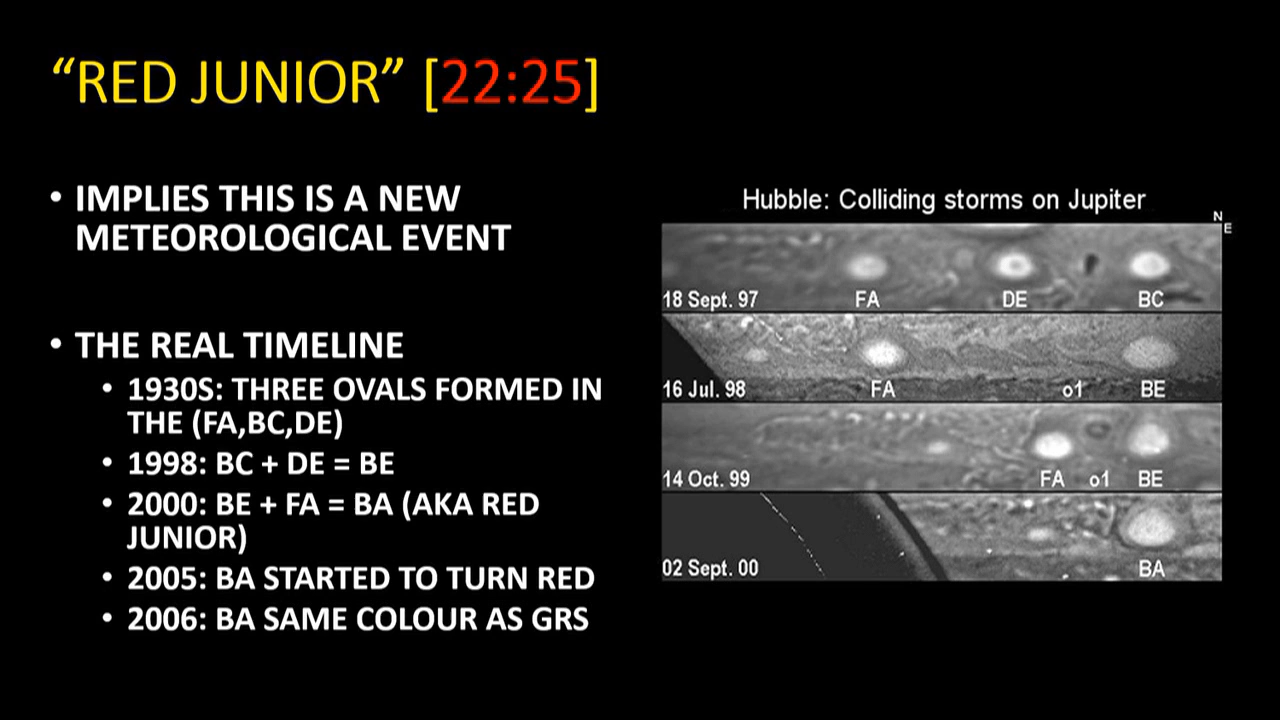 “RED JUNIOR” [22:25]
• IMPLIES THIS IS A NEW
METEOROLOGICAL EVENT
• THE REAL TIMELINE
• 1930S: THREE OVALS FORMED IN
THE (FA,BC,DE)
• 1998: BC + DE = BE
• 2000: BE + FA = BA (AKA RED
JUNIOR)
• 2005: BA STARTED TO TURN RED
• 2006: BA SAME COLOUR AS GRS
Hubble: Colliding storms on Jupiter
N
E
18 Sept. 97 FA DE BC
16 Jul. 98 FA o1 BE
14 Oct. 99 FA o1 BE
02 Sept. 00 BA